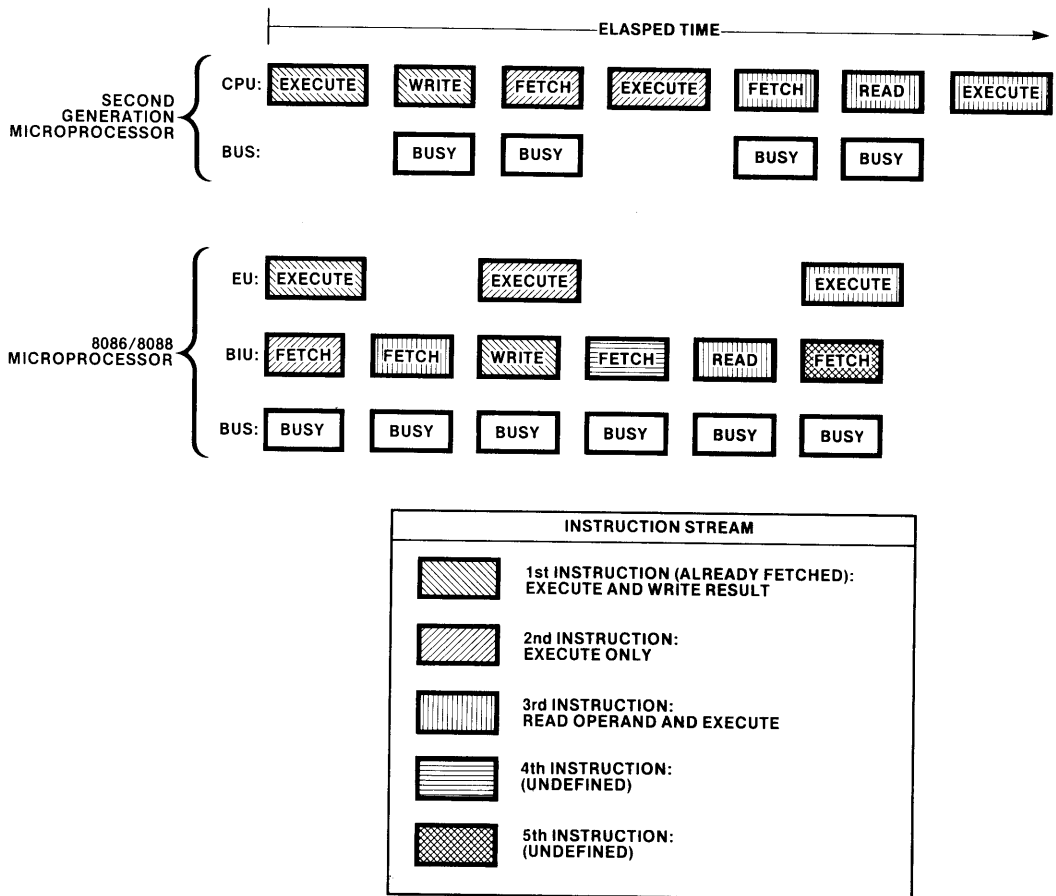 ELASPED TIME
SECOND
GENERATION
MICROPROCESSOR
CPU: EXECUTE WRITE FETCH EXECUTE FETCH READ EXECUTE
BUS: BUSY BUSY BUSY BUSY
8086/8088
MICROPROCESSOR
EU: EXECUTE EXECUTE EXECUTE
BIU: FETCH FETCH WRITE FETCH READ FETCH
BUS: BUSY BUSY BUSY BUSY BUSY BUSY
INSTRUCTION STREAM
1st INSTRUCTION (ALREADY FETCHED):
EXECUTE AND WRITE RESULT
2nd INSTRUCTION:
EXECUTE ONLY
3rd INSTRUCTION:
READ OPERAND AND EXECUTE
4th INSTRUCTION:
(UNDEFINED)
5th INSTRUCTION:
(UNDEFINED)